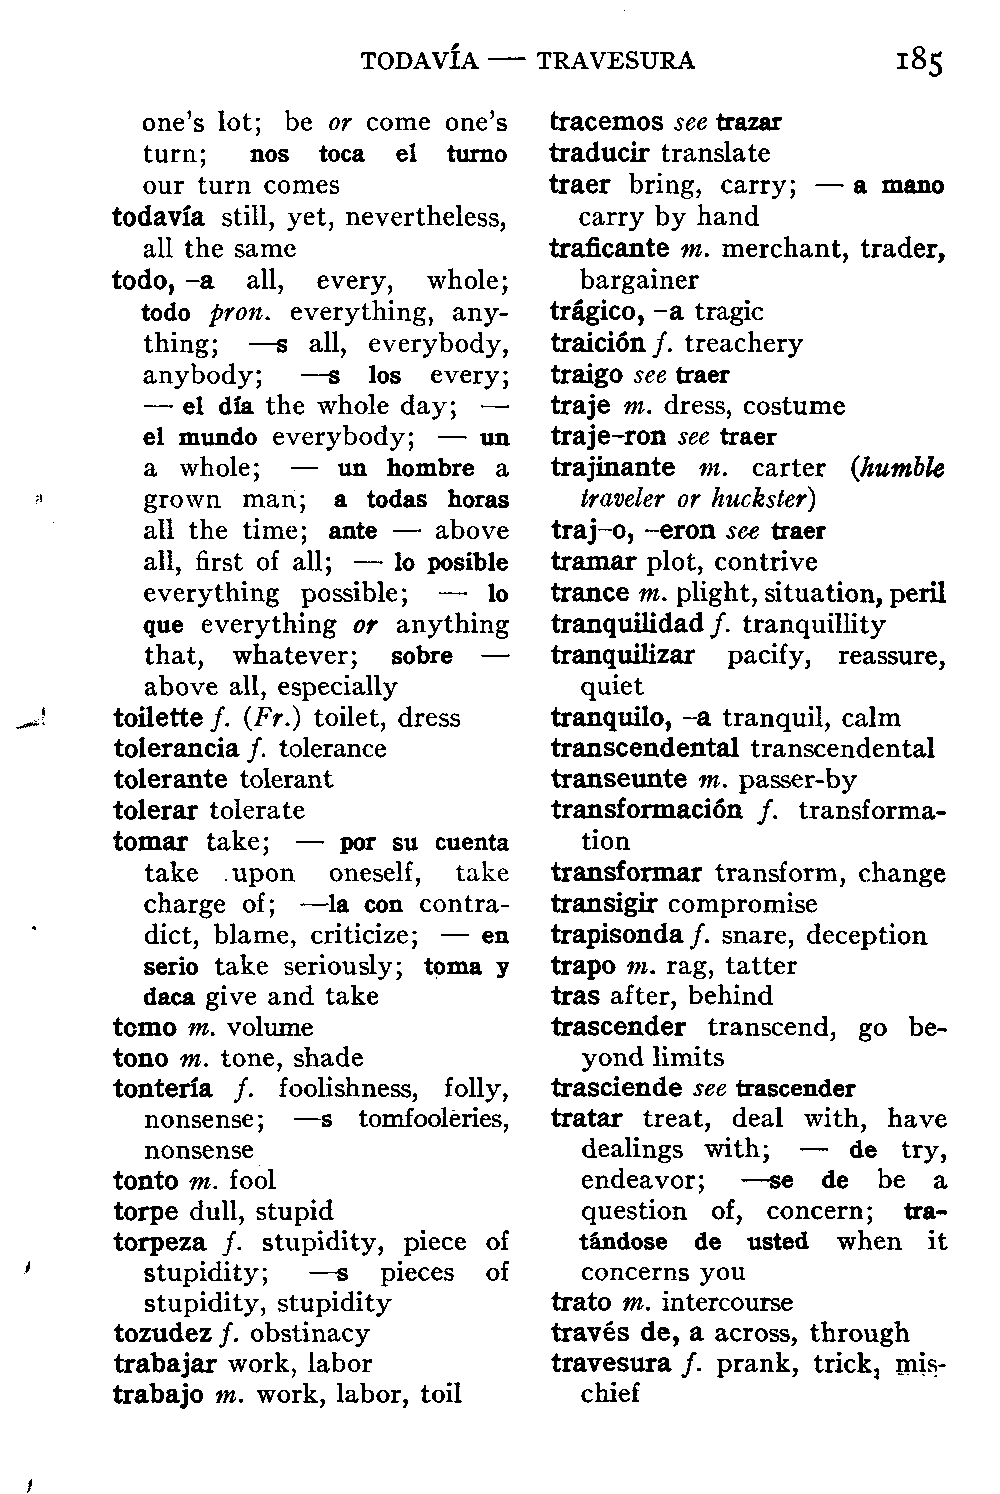 TODAVÍA — TRAVESURA 185
one's lot; be or come one's
turn; nos toca el turno
our turn comes
todavía still, yet, nevertheless,
all the same
todo, -a all, every, whole;
todo pron. everything, any-
thing; —s all, everybody,
anybody; —s los every;
— el día the whole day; —
el mundo everybody; — un
a whole; — un hombre a
grown man; a todas horas
all the time; ante — above
all, first of all; — lo posible
everything possible; — lo
que everything or anything
that, whatever; sobre —
above all, especially
toilette f. (Fr.) toilet, dress
tolerancia f. tolerance
tolerante tolerant
tolerar tolerate
tomar take; — por su cuenta
take upon oneself, take
charge of; —la con contra-
dict, blame, criticize; — en
serio take seriously; toma y
daca give and take
tomo m. volume
tono m. tone, shade
tontería f. foolishness, folly,
nonsense; —s tomfooleries,
nonsense
tonto m. fool
torpe dull, stupid
torpeza f. stupidity, piece of
stupidity; —s pieces of
stupidity, stupidity
tozudez f. obstinacy
trabajar work, labor
trabajo m. work, labor, toil
tracemos see trazar
traducir translate
traer bring, carry; — a mano
carry by hand
traficante m. merchant, trader,
bargainer
trágico, -a tragic
traición f. treachery
traigo see traer
traje m. dress, costume
traje-ron see traer
trajinante m. carter (humble
traveler or huckster)
traj-o, -eron see traer
tramar plot, contrive
trance m. plight, situation, peril
tranquilidad f. tranquillity
tranquilizar pacify, reassure,
quiet
tranquilo, -a tranquil, calm
transcendental transcendental
transeunte m. passer-by
transformación f. transforma-
tion
transformar transform, change
transigir compromise
trapisonda f. snare, deception
trapo m. rag, tatter
tras after, behind
trascender transcend, go be-
yond limits
trasciende see trascender
tratar treat, deal with, have
dealings with; — de try,
endeavor; —se de be a
question of, concern; tra-
tándose de usted when it
concerns you
trato m. intercourse
través de, a across, through
travesura f. prank, trick, mis-
chief